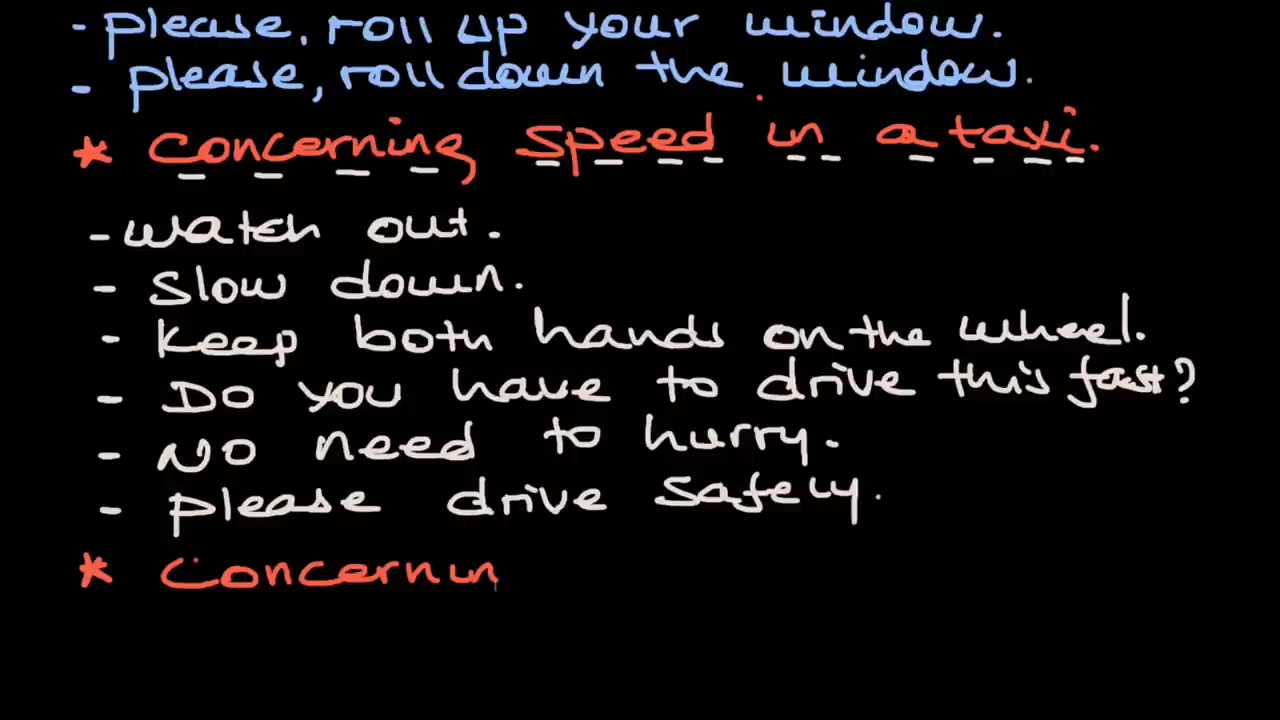 - please, roll up your window.
- please, roll down the window.
* Concerning speed in a taxi.
- watch out.
- slow down.
- keep both hands on the wheel.
- Do you have to drive this fast?
- No need to hurry.
- please drive safely.
* Concernin